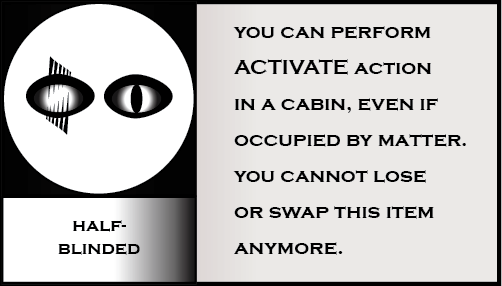 HALF-
BLINDED
YOU CAN PERFORM
ACTIVATE ACTION
IN A CABIN, EVEN IF
OCCUPIED BY MATTER.
YOU CANNOT LOSE
OR SWAP THIS ITEM
ANYMORE.